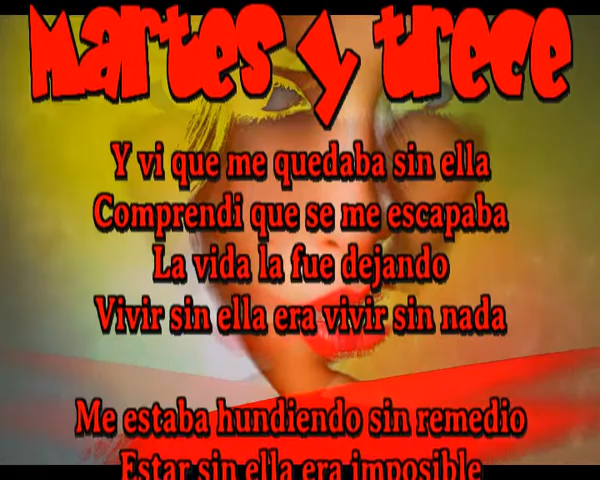 Martes y trece
Y vi que me quedaba sin ella
Comprendi que se me escapaba
La vida la fue dejando
Vivir sin ella era vivir sin nada
Me estaba hundiendo sin remedio
Estar sin ella era imposible